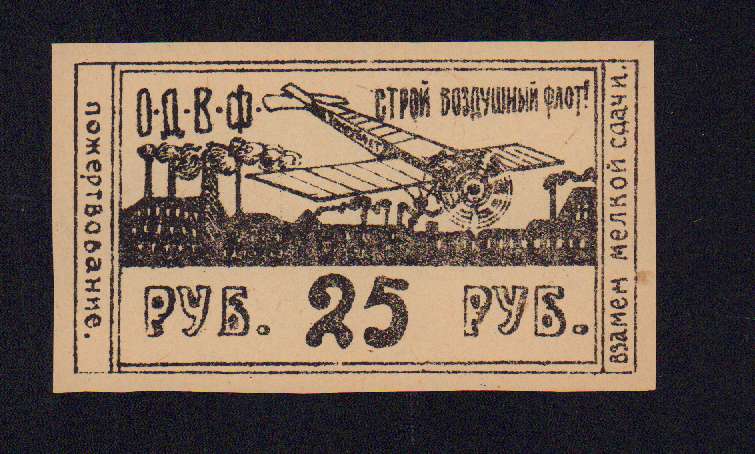 О·Д·В·Ф·
СТРОЙ ВОЗДУШНЫЙ ФЛОТ!
пожертвование.
взамен мелкой сдачи.
РУБ. 25 РУБ.